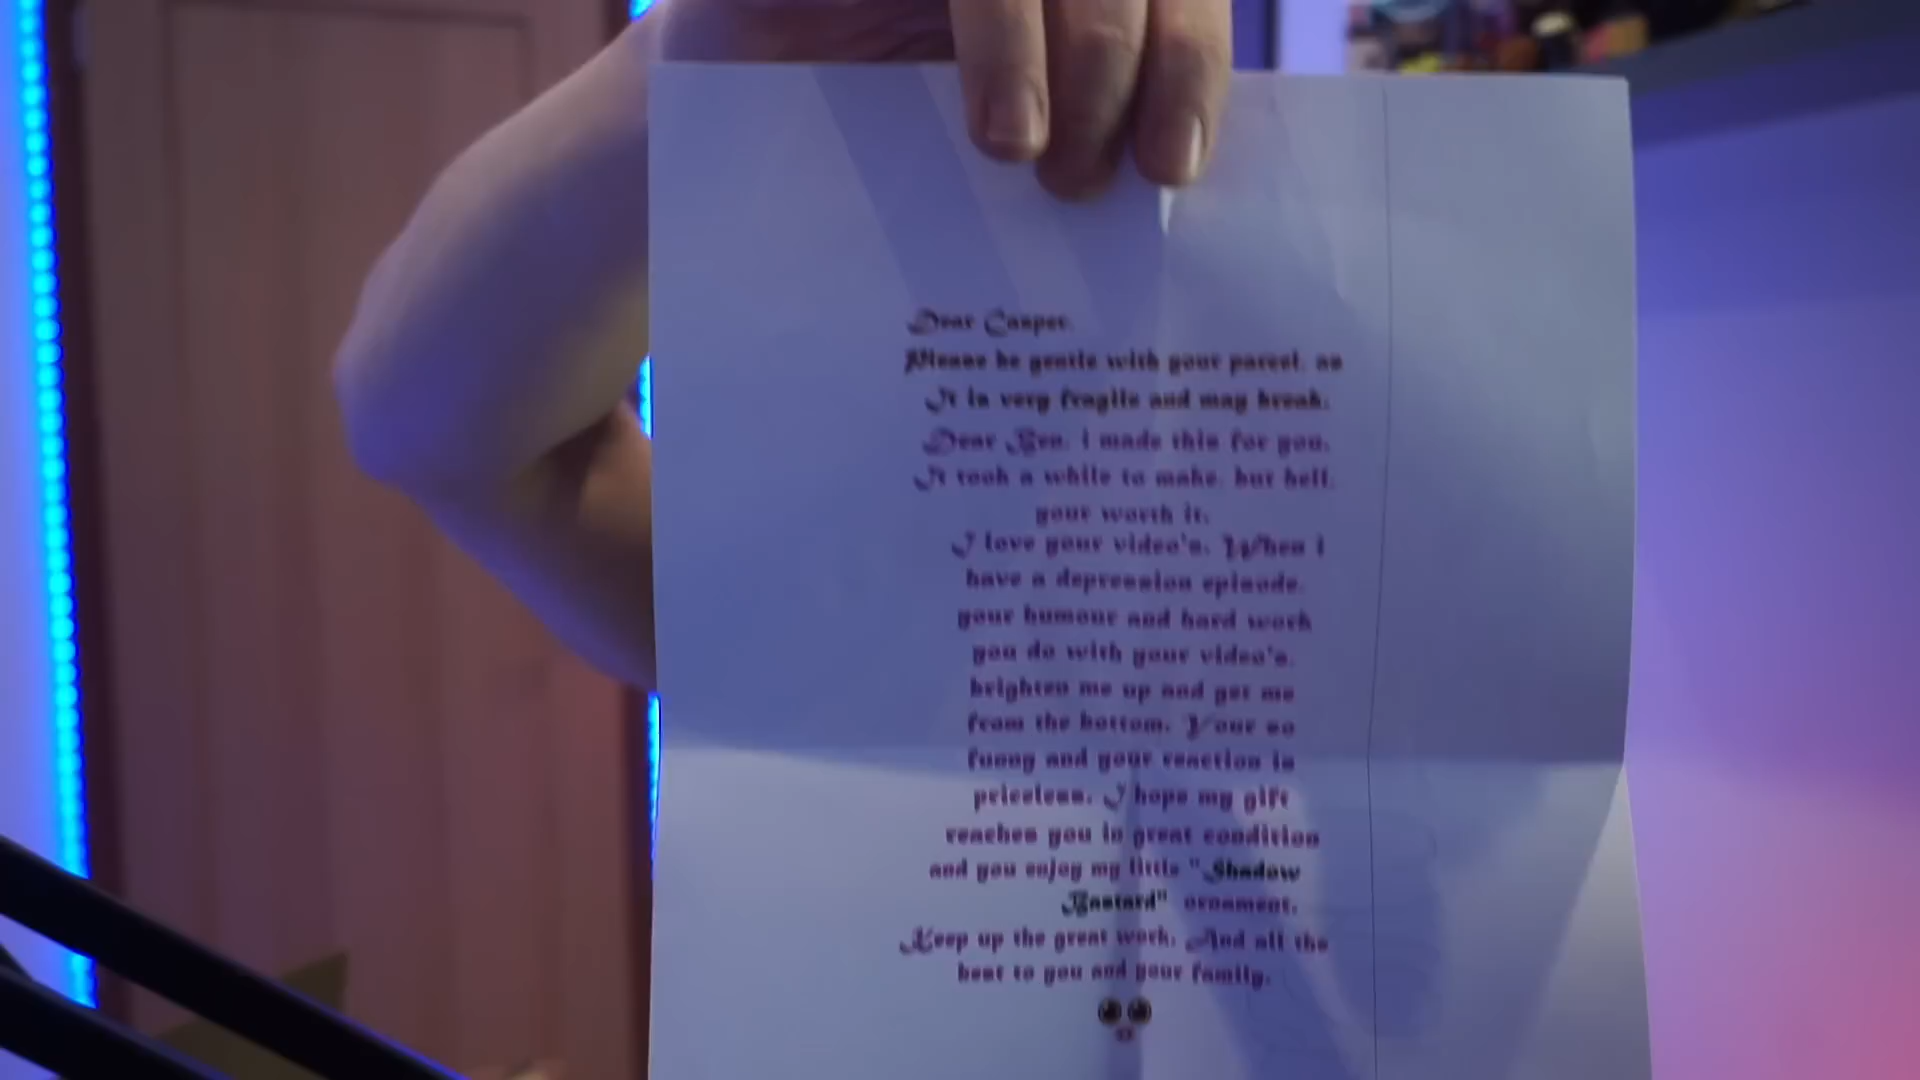 Dear Casper,
Please be gentle with your parcel, as
It is very fragile and may break.
Dear Ben, i made this for you.
It took a while to make, but hell,
your worth it.
I love your video's. When i
have a depression episode,
your humour and hard work
you do with your video's,
brighten me up and get me
from the bottom. Your so
funny and your reaction is
priceless. I hope my gift
reaches you in great condition
and you enjoy my little "Shadow
Bastard" ornament.
Keep up the great work. And all the
best to you and your family.